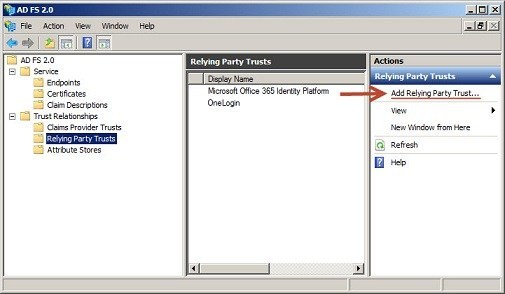 AD FS 2.0
File Action View Window Help
AD FS 2.0
Service
Endpoints
Certificates
Claim Descriptions
Trust Relationships
Claims Provider Trusts
Relying Party Trusts
Attribute Stores
Relying Party Trusts
Display Name
Microsoft Office 365 Identity Platform
OneLogin
Actions
Relying Party Trusts
Add Relying Party Trust...
View
New Window from Here
Refresh
Help